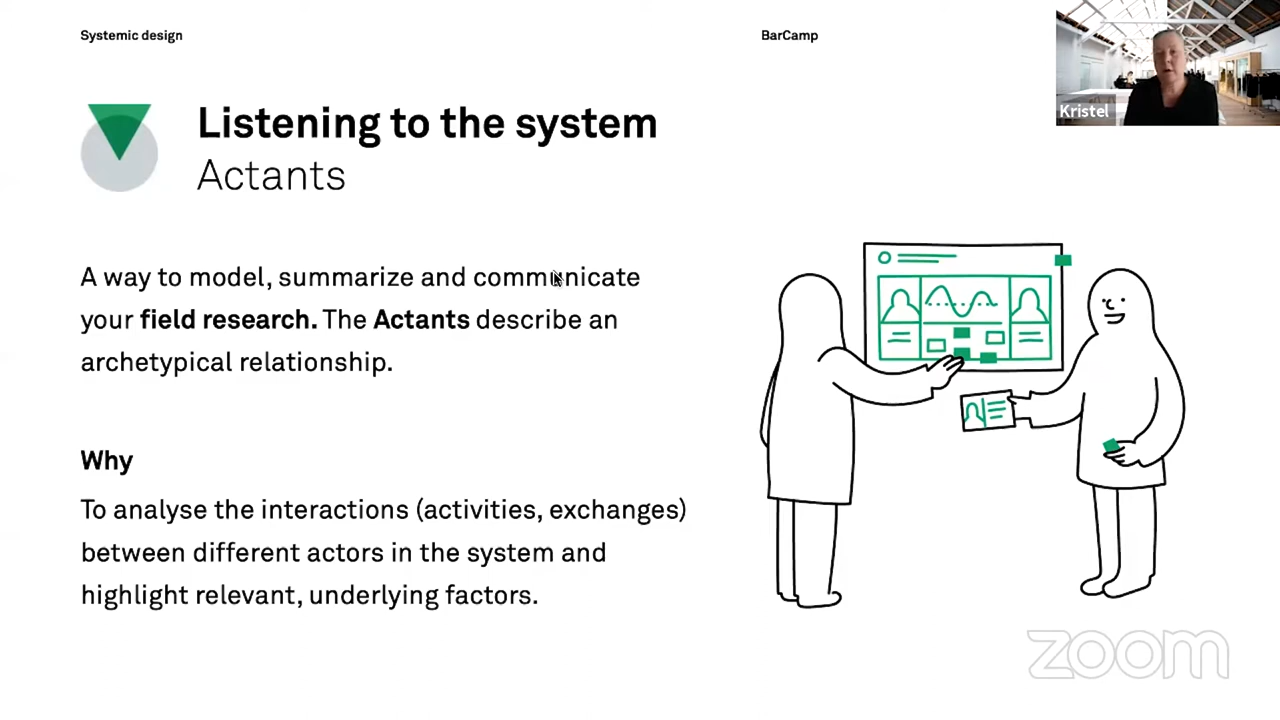 Systemic design
BarCamp
Kristel
Listening to the system
Actants
A way to model, summarize and communicate
your field research. The Actants describe an
archetypical relationship.
Why
To analyse the interactions (activities, exchanges)
between different actors in the system and
highlight relevant, underlying factors.
zoom